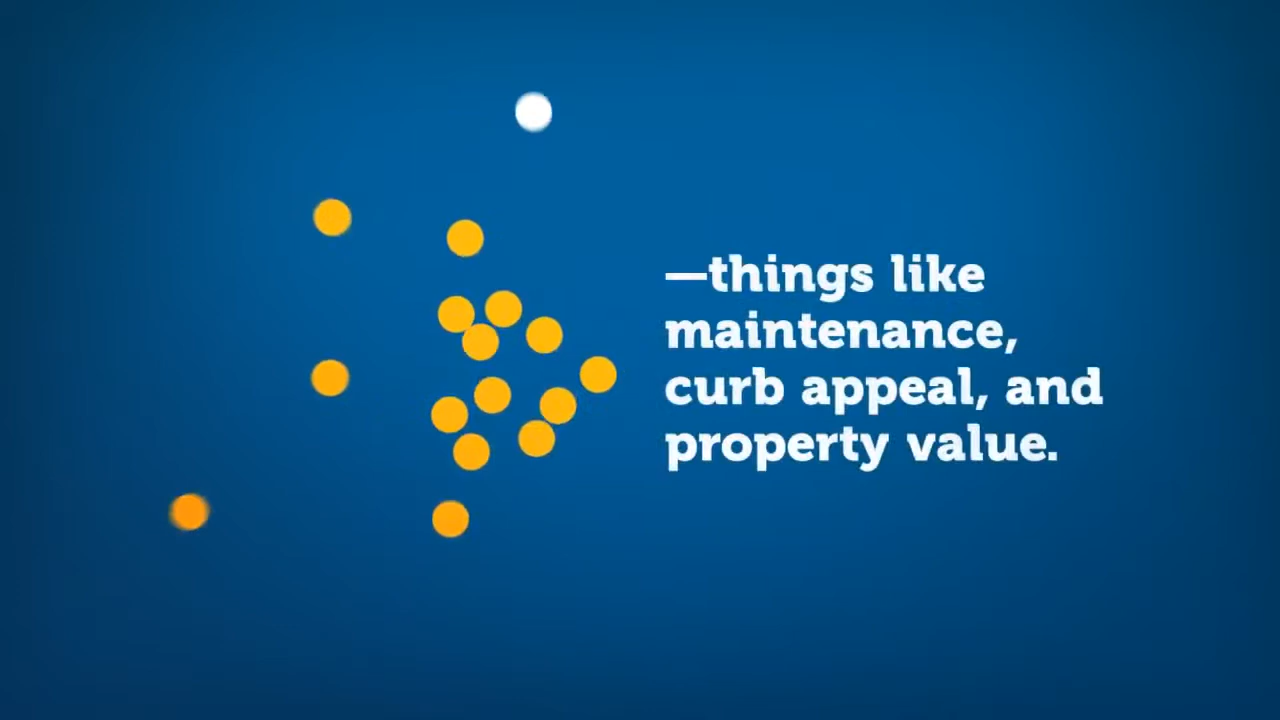 —things like
maintenance,
curb appeal, and
property value.